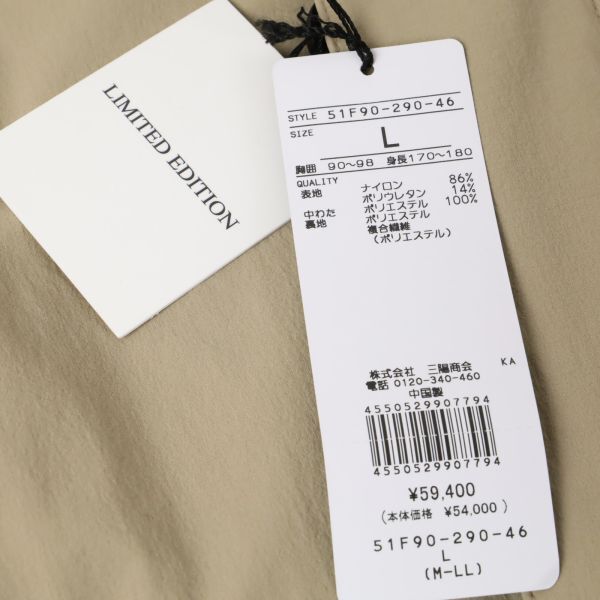 LIMITED EDITION
STYLE 51F90-290-46
SIZE L
胸囲 90〜98 身長170〜180
QUALITY
表地 ナイロン 86%
ポリウレタン 14%
中わた ポリエステル 100%
裏地 ポリエステル
複合繊維
(ポリエステル)
株式会社 三陽商会 KA
電話 0120-340-460
中国製
4550529907794
4550529907794
¥59,400
(本体価格 ¥54,000)
51F90-290-46
L
(M-LL)